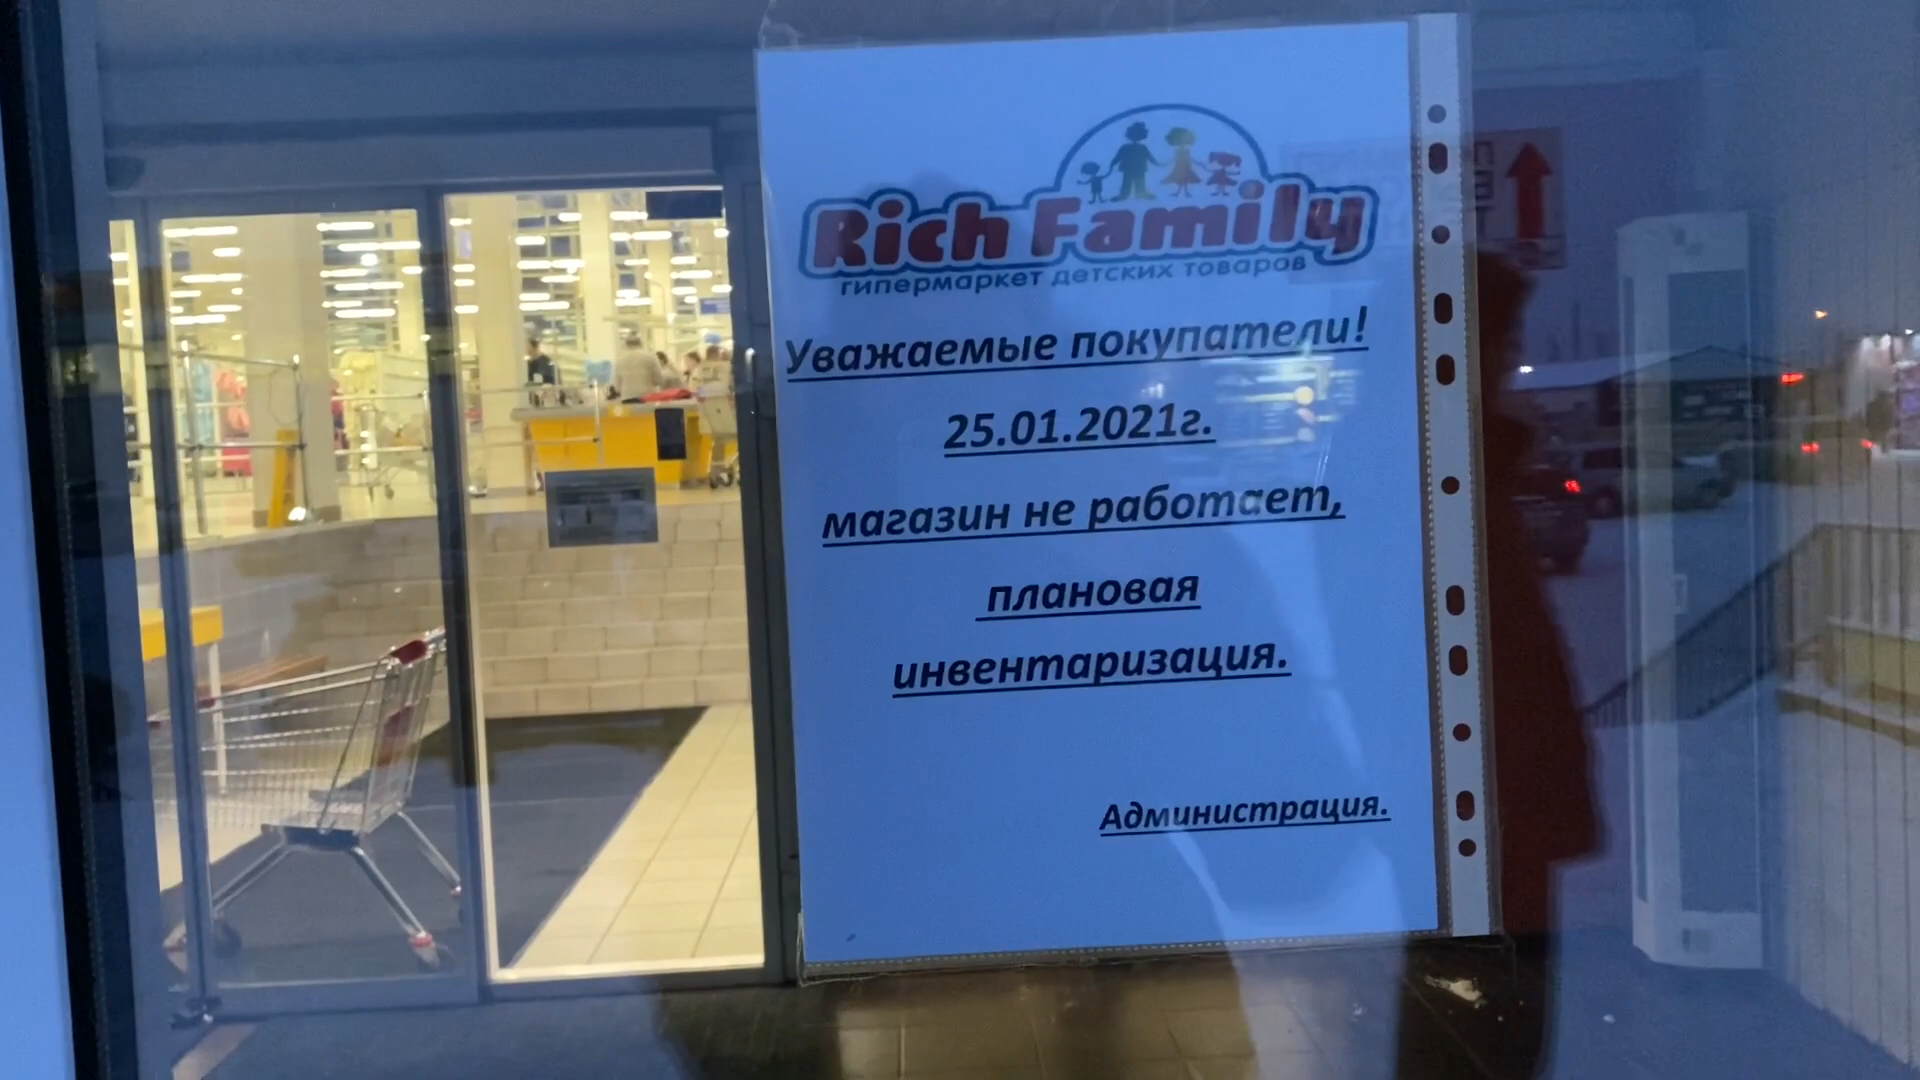 Rich Family
гипермаркет детских товаров
Уважаемые покупатели!
25.01.2021г.
магазин не работает,
плановая
инвентаризация.
Администрация.